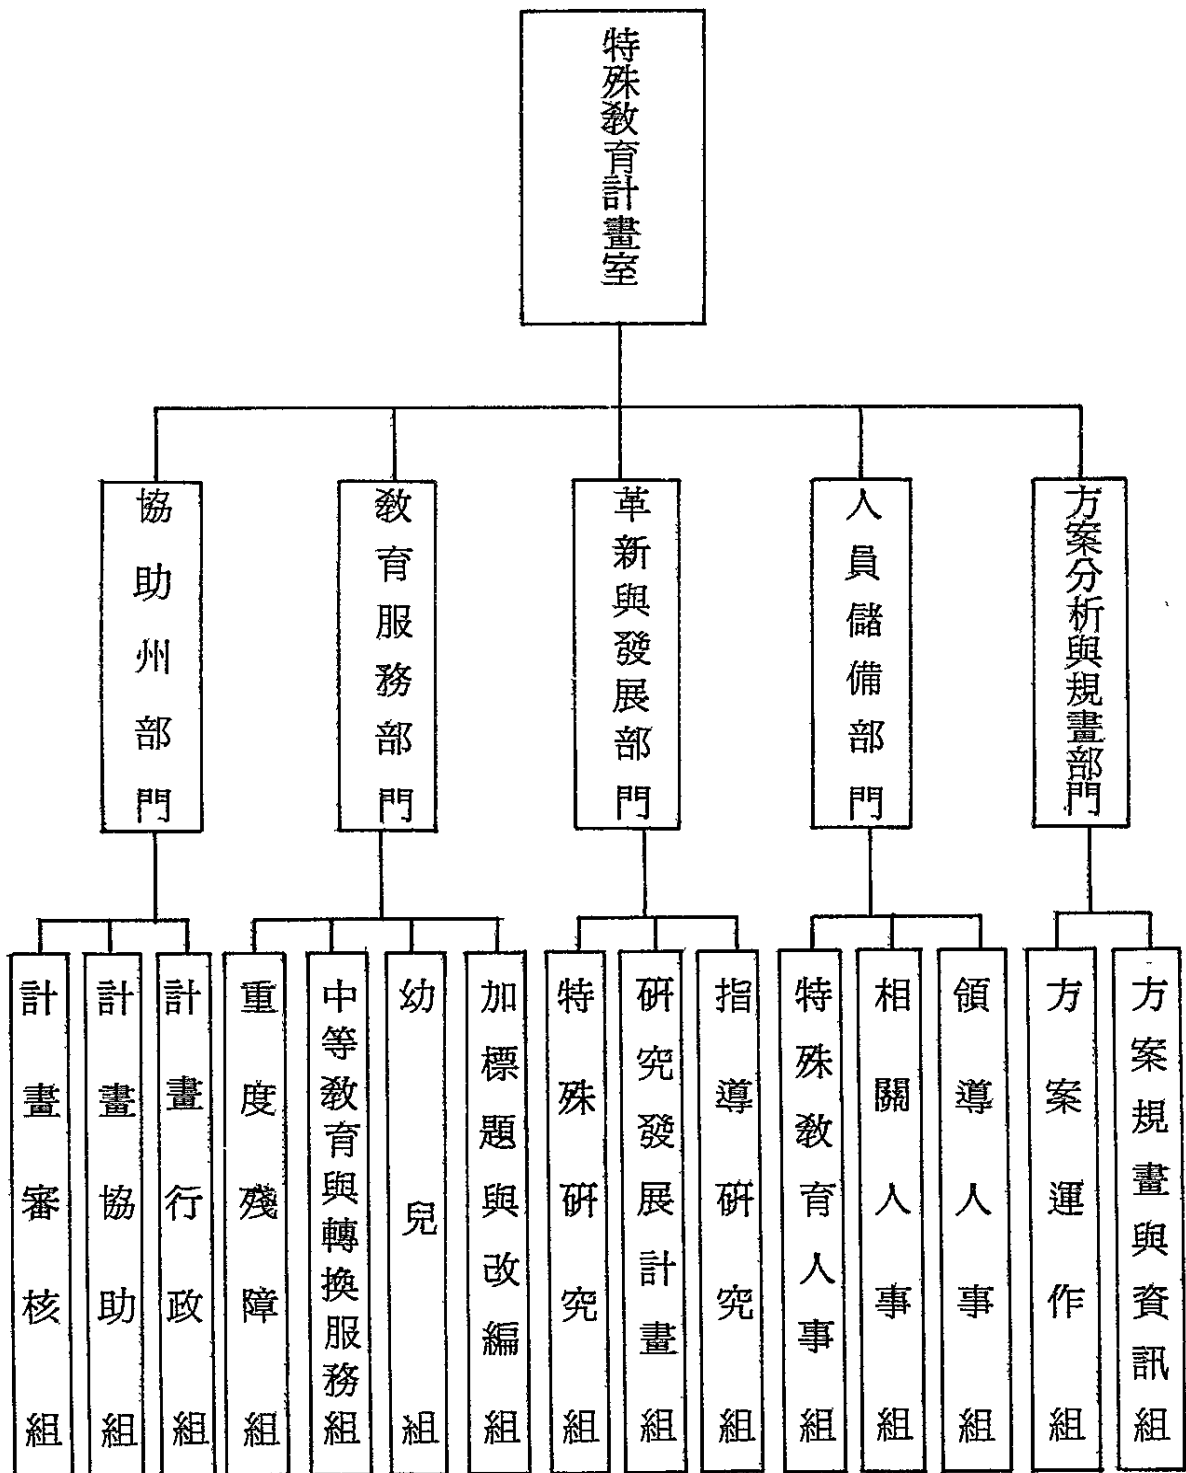 特殊教育計畫室
協助州部門
教育服務部門
革新與發展部門
人員儲備部門
方案分析與規畫部門
計畫審核組
計畫協助組
計畫行政組
重度殘障組
中等教育與轉換服務組
幼兒組
加標題與改編組
特殊研究組
研究發展計畫組
指導研究組
特殊教育人事組
相關人事組
領導人事組
方案運作組
方案規畫與資訊組